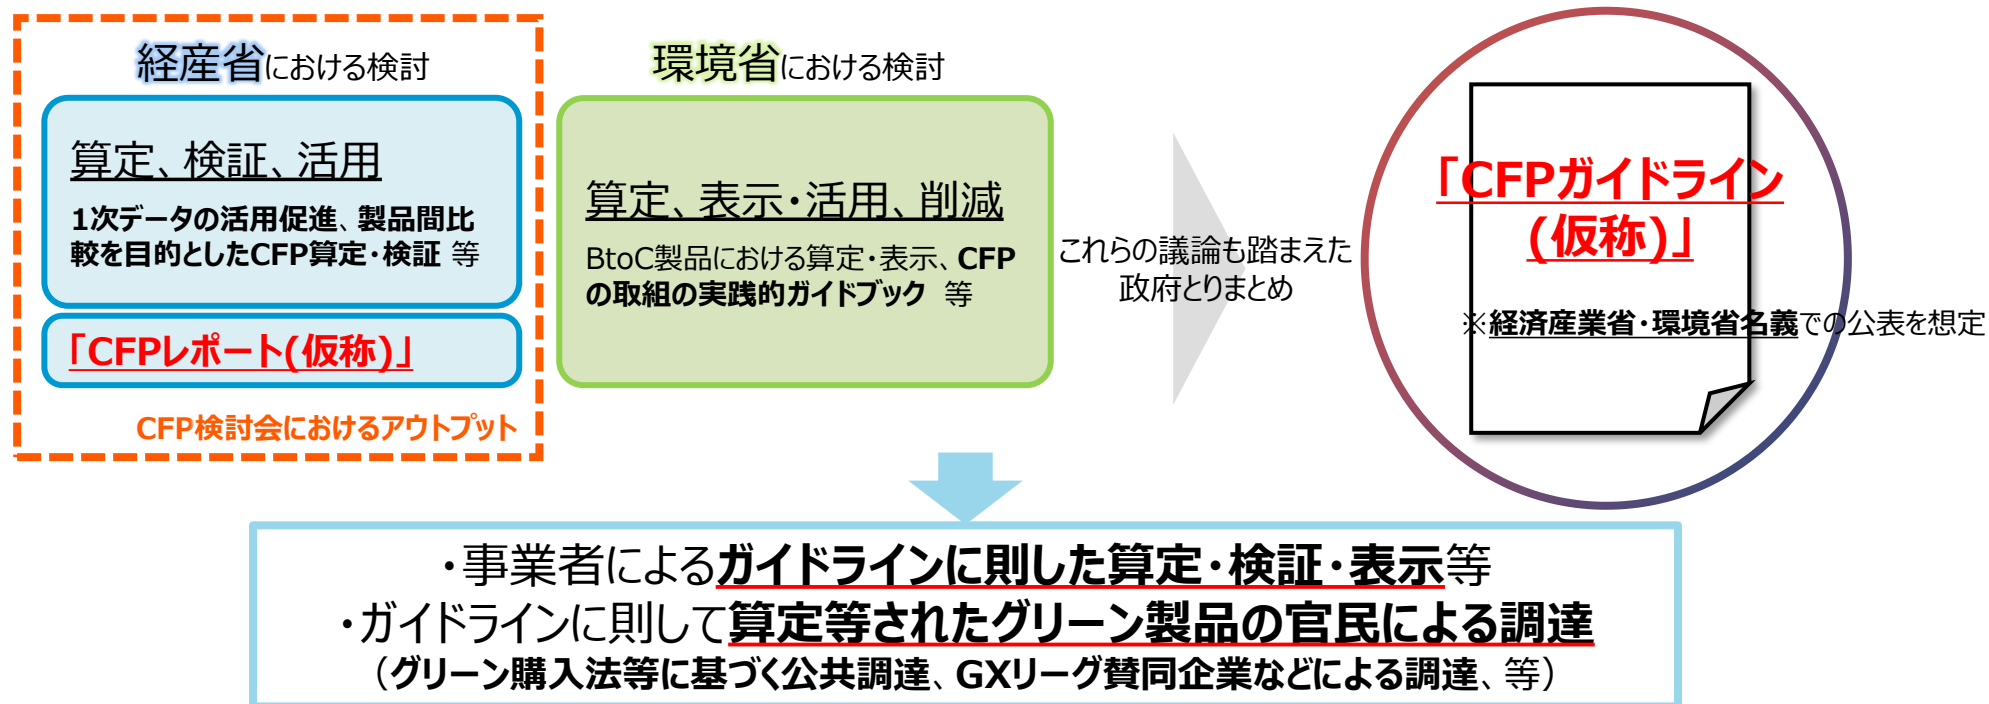 経産省における検討
算定、検証、活用
1次データの活用促進、製品間比
較を目的としたCFP算定・検証 等
「CFPレポート(仮称)」
CFP検討会におけるアウトプット
環境省における検討
算定、表示・活用、削減
BtoC製品における算定・表示、CFP
の取組の実践的ガイドブック 等
これらの議論も踏まえた
政府とりまとめ
「CFPガイドライン
(仮称)」
※経済産業省・環境省名義での公表を想定
・事業者によるガイドラインに則した算定・検証・表示等
・ガイドラインに則して算定等されたグリーン製品の官民による調達
（グリーン購入法等に基づく公共調達、GXリーグ賛同企業などによる調達、等）